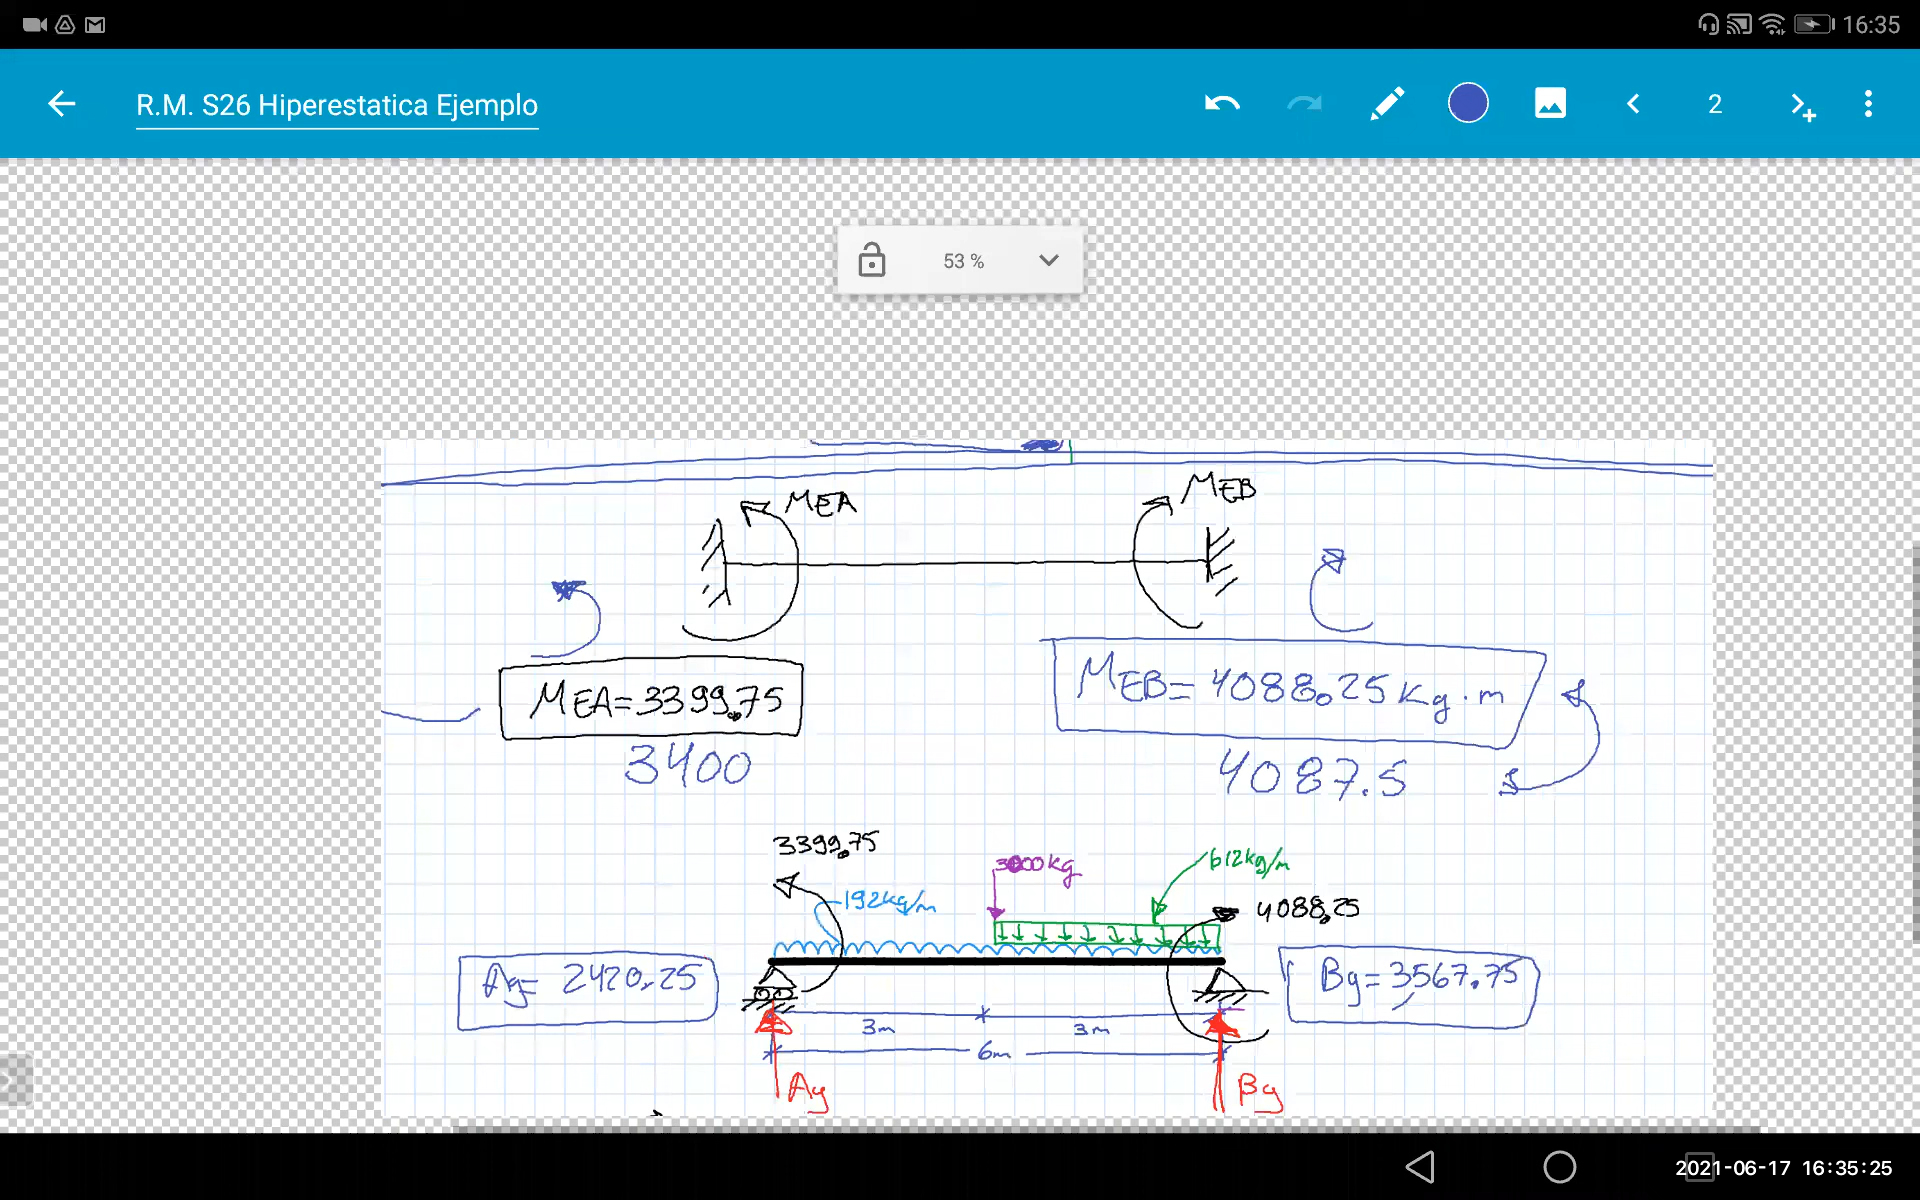 16:35
R.M. S26 Hiperestatica Ejemplo
2
53 %
MEA
MEB
MEA=3399.75
MEB=4088.25 Kg.m
3400
4087.5
3399.75
3000kg
612kg/m
192kg/m
4088.25
Ay= 2420.25
By=3567.75
3m
3m
6m
Ay
By
2021-06-17 16:35:25